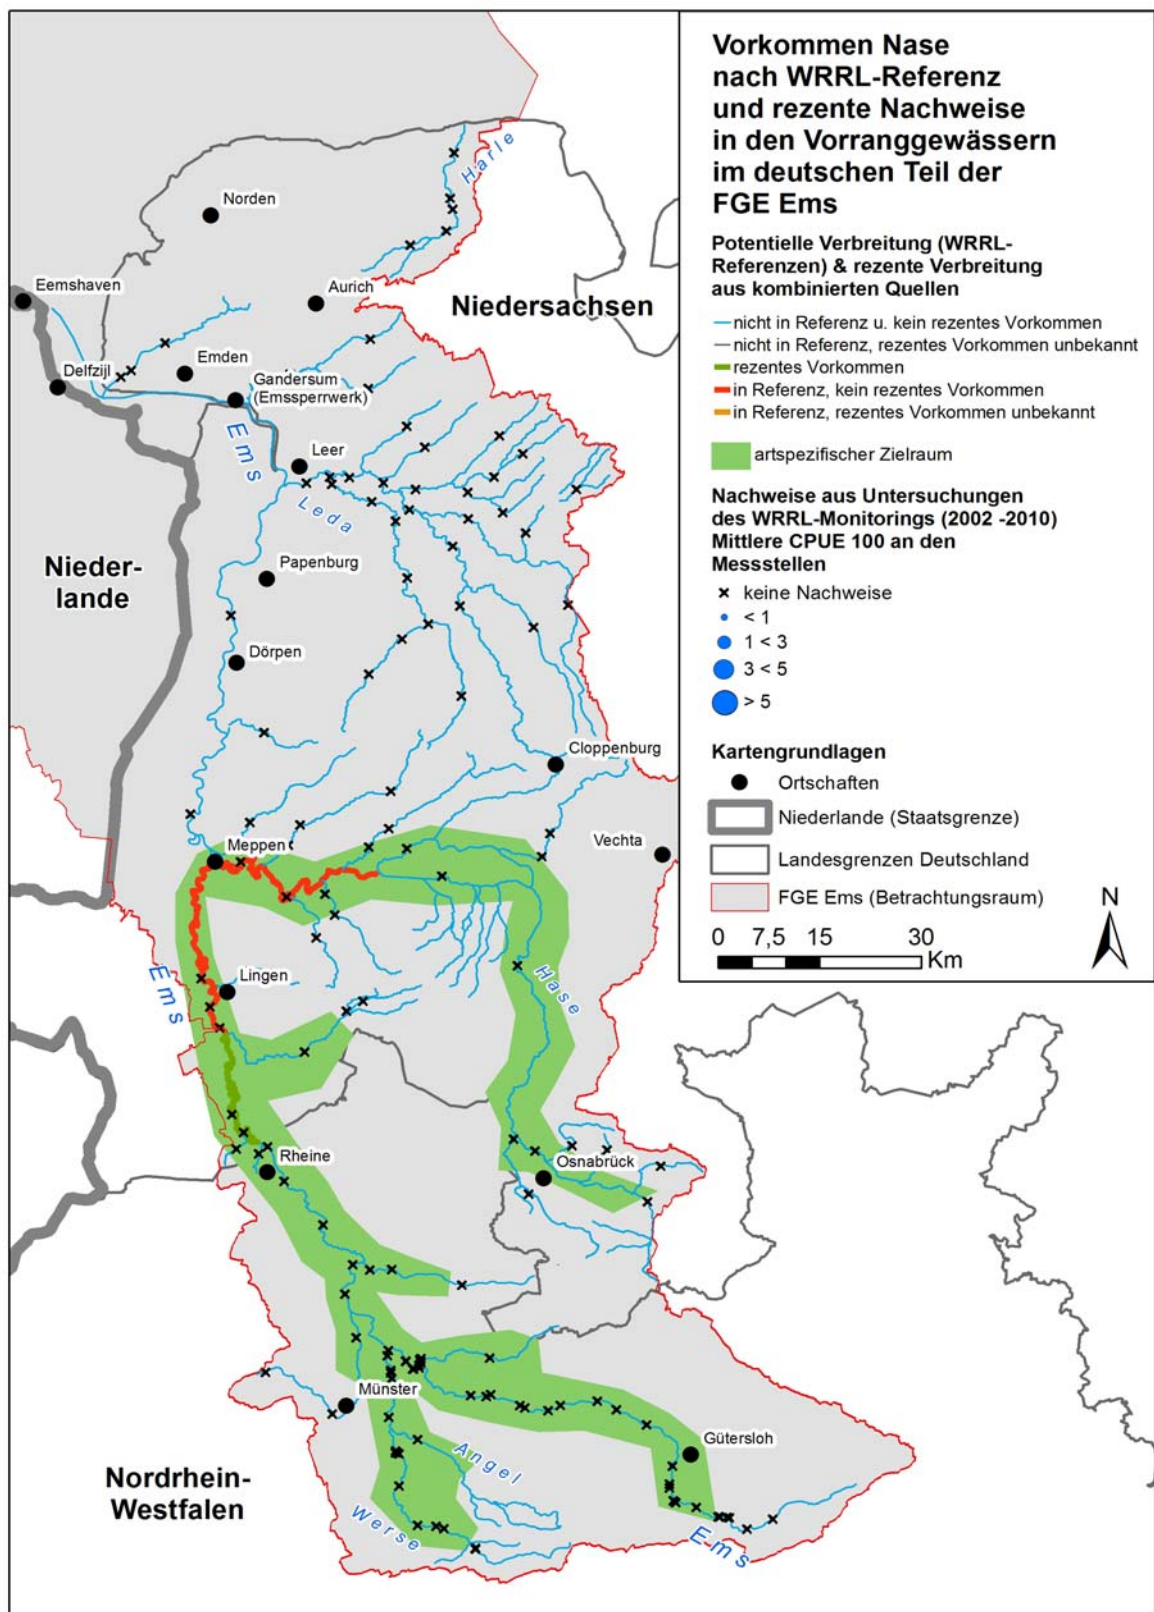 Vorkommen Nase
nach WRRL-Referenz
und rezente Nachweise
in den Vorranggewässern
im deutschen Teil der
FGE Ems
Potentielle Verbreitung (WRRL-
Referenzen) & rezente Verbreitung
aus kombinierten Quellen
nicht in Referenz u. kein rezentes Vorkommen
nicht in Referenz, rezentes Vorkommen unbekannt
rezentes Vorkommen
in Referenz, kein rezentes Vorkommen
in Referenz, rezentes Vorkommen unbekannt
artspezifischer Zielraum
Nachweise aus Untersuchungen
des WRRL-Monitorings (2002 -2010)
Mittlere CPUE 100 an den
Messstellen
keine Nachweise
< 1
1 < 3
3 < 5
> 5
Kartengrundlagen
Ortschaften
Niederlande (Staatsgrenze)
Landesgrenzen Deutschland
FGE Ems (Betrachtungsraum)
N
0 7,5 15 30
Km
Harle
Norden
Eemshaven
Aurich
Niedersachsen
Delfzijl
Emden
Gandersum
(Emssperrwerk)
Ems
Leer
Leda
Nieder-
lande
Papenburg
Dörpen
Cloppenburg
Meppen
Vechta
Ems
Lingen
Hase
Rheine
Osnabrück
Münster
Gütersloh
Angel
Nordrhein-
Westfalen
Werse
Ems